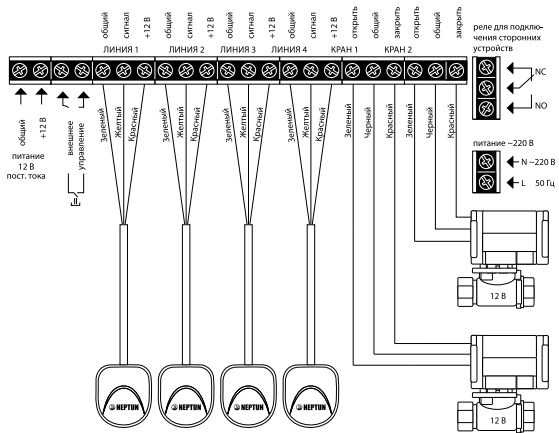 общий
сигнал
+12 В
общий
сигнал
+12 В
общий
сигнал
+12 В
общий
сигнал
+12 В
открыть
общий
закрыть
открыть
общий
закрыть
ЛИНИЯ 1
ЛИНИЯ 2
ЛИНИЯ 3
ЛИНИЯ 4
КРАН 1
КРАН 2
реле для подклю-
чения сторонних
устройств
NC
NO
общий
+12 В
питание
12 В
пост. тока
внешнее
управление
Зеленый
Желтый
Красный
Зеленый
Желтый
Красный
Зеленый
Желтый
Красный
Зеленый
Желтый
Красный
Зеленый
Черный
Красный
Зеленый
Черный
Красный
питание ~220 В
N ~220 В
L 50 Гц
12 В
12 В
NEPTUN
NEPTUN
NEPTUN
NEPTUN